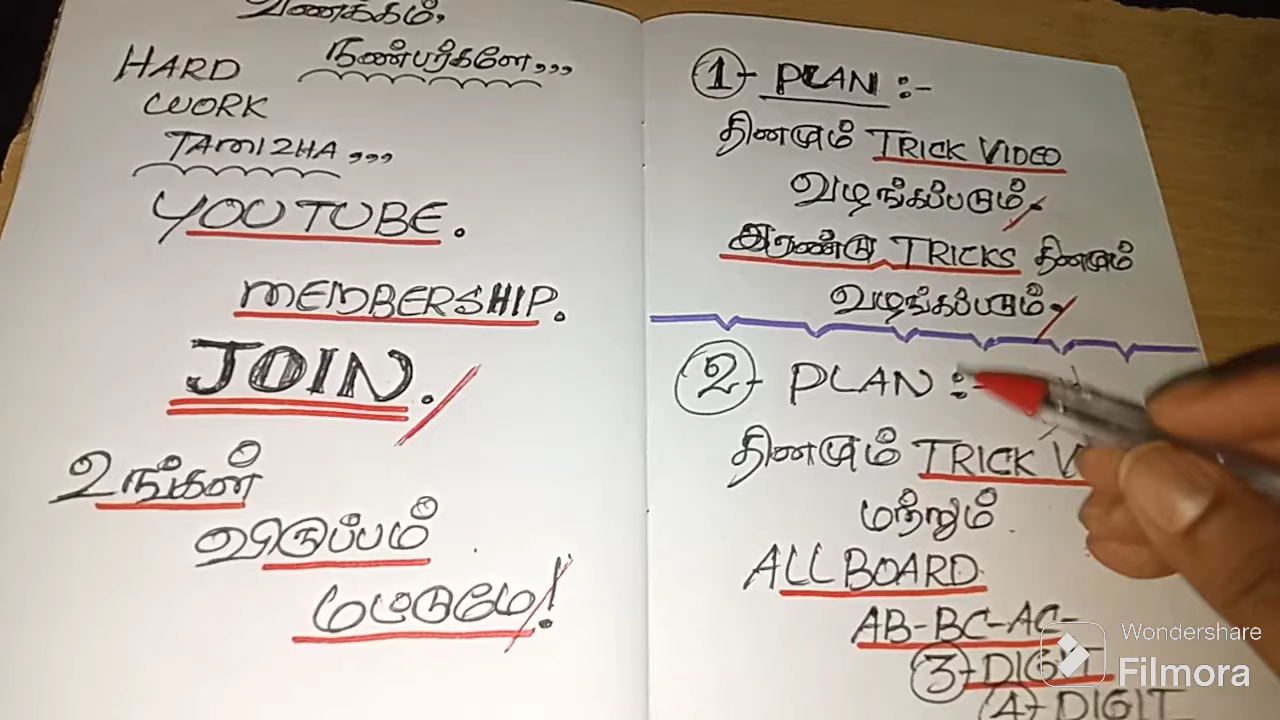 வணக்கம்,
நண்பர்களே,,,
HARD
WORK
TAMIZHA,,,
YOUTUBE.
MEMBERSHIP.
JOIN.
உங்கள்
விருப்பம்
மட்டுமே!
1- PLAN :-
தினமும் TRICK VIDEO
வழங்கப்படும்.
இரண்டு TRICKS தினமும்
வழங்கப்படும்.
2- PLAN :-
தினமும் TRICK V
மற்றும்
ALL BOARD
AB-BC-AC-
3-DIGIT
4-DIGIT
Wondershare
Filmora